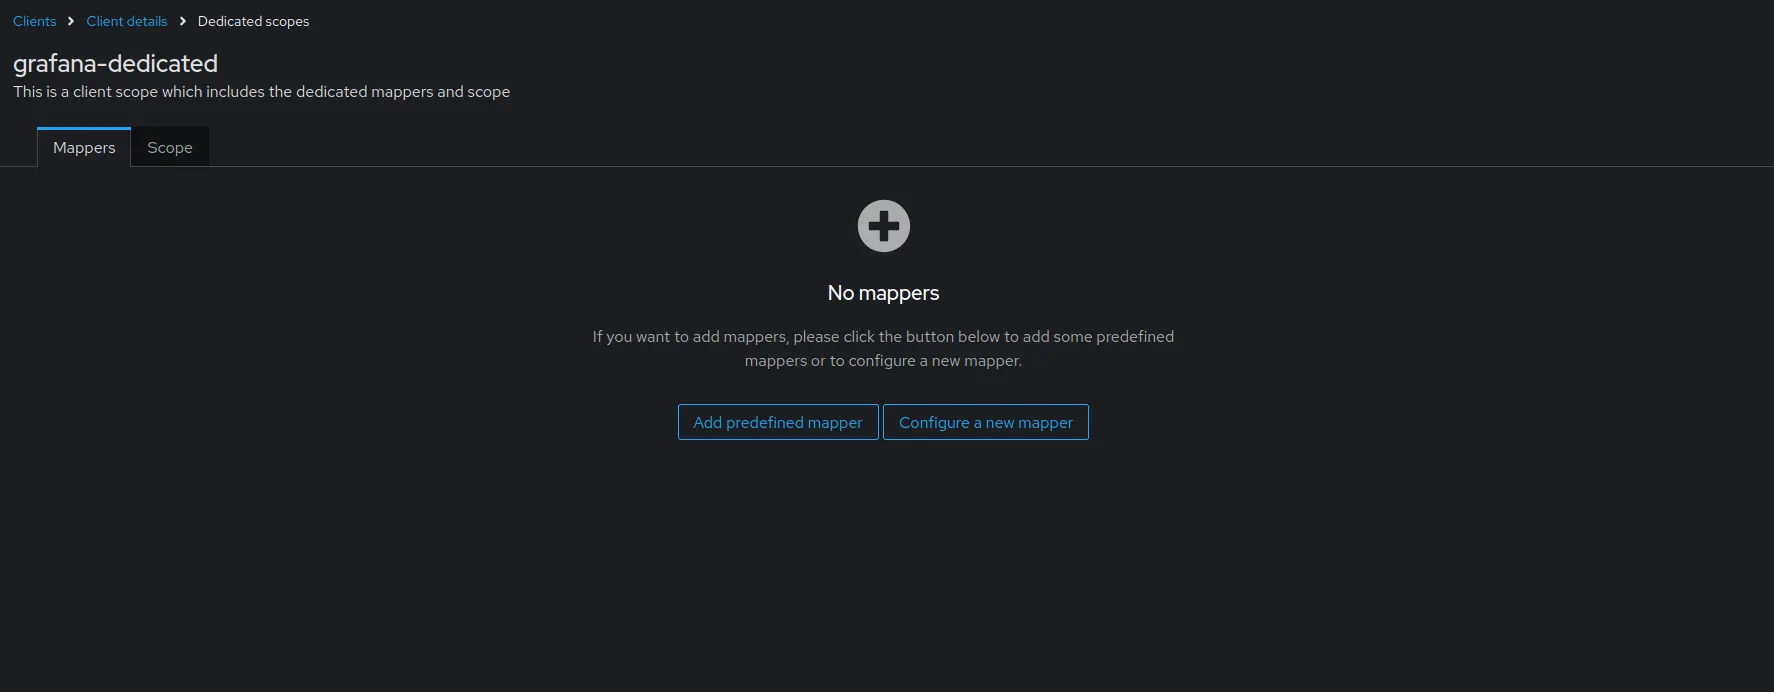 Clients > Client details > Dedicated scopes
grafana-dedicated
This is a client scope which includes the dedicated mappers and scope
Mappers Scope
No mappers
If you want to add mappers, please click the button below to add some predefined
mappers or to configure a new mapper.
Add predefined mapper Configure a new mapper